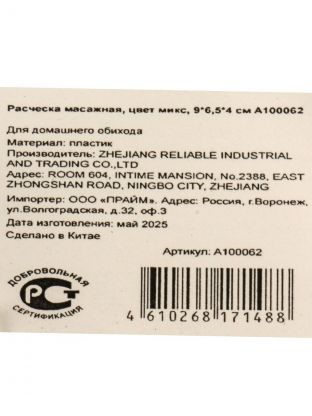 Расческа массажная, цвет микс, 9*6,5*4 см А100062
Для домашнего обихода
Материал: пластик
Производитель: ZHEJIANG RELIABLE INDUSTRIAL
AND TRADING CO.,LTD
Адрес: ROOM 604, INTIME MANSION, No.2388, EAST
ZHONGSHAN ROAD, NINGBO CITY, ZHEJIANG
Импортер: ООО «ПРАЙМ». Адрес: Россия, г.Воронеж,
ул.Волгоградская, д.32, оф.3
Дата изготовления: май 2025
Сделано в Китае
Артикул: А100062
ДОБРОВОЛЬНАЯ
РСТ
СЕРТИФИКАЦИЯ
4 610268 171488